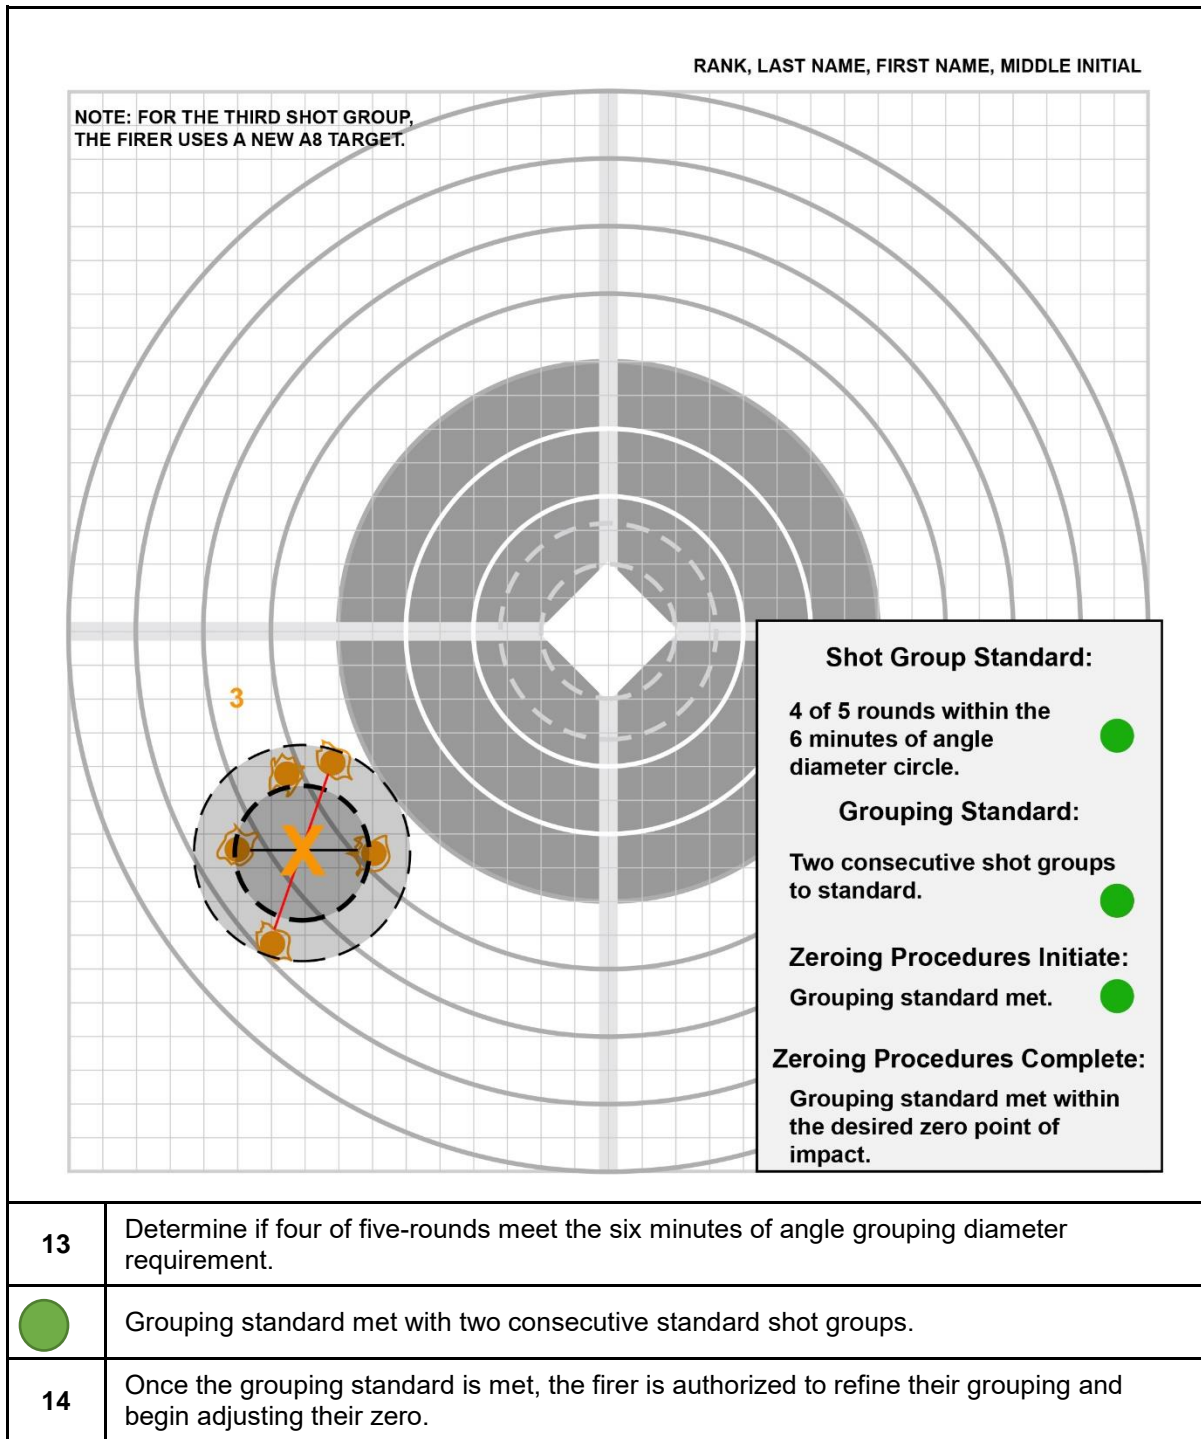 RANK, LAST NAME, FIRST NAME, MIDDLE INITIAL
NOTE: FOR THE THIRD SHOT GROUP,
THE FIRER USES A NEW A8 TARGET.
3
X
Shot Group Standard:
4 of 5 rounds within the
6 minutes of angle
diameter circle.
Grouping Standard:
Two consecutive shot groups
to standard.
Zeroing Procedures Initiate:
Grouping standard met.
Zeroing Procedures Complete:
Grouping standard met within
the desired zero point of
impact.
13
Determine if four of five-rounds meet the six minutes of angle grouping diameter
requirement.
Grouping standard met with two consecutive standard shot groups.
14
Once the grouping standard is met, the firer is authorized to refine their grouping and
begin adjusting their zero.